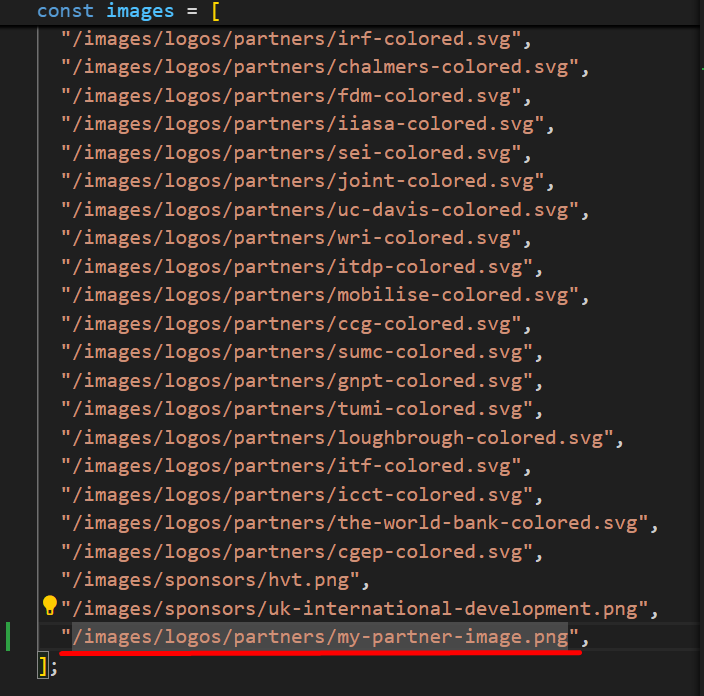 const images = [
"/images/logos/partners/irf-colored.svg",
"/images/logos/partners/chalmers-colored.svg",
"/images/logos/partners/fdm-colored.svg",
"/images/logos/partners/iiasa-colored.svg",
"/images/logos/partners/sei-colored.svg",
"/images/logos/partners/joint-colored.svg",
"/images/logos/partners/uc-davis-colored.svg",
"/images/logos/partners/wri-colored.svg",
"/images/logos/partners/itdp-colored.svg",
"/images/logos/partners/mobilise-colored.svg",
"/images/logos/partners/ccg-colored.svg",
"/images/logos/partners/sumc-colored.svg",
"/images/logos/partners/gnpt-colored.svg",
"/images/logos/partners/tumi-colored.svg",
"/images/logos/partners/loughbrough-colored.svg",
"/images/logos/partners/itf-colored.svg",
"/images/logos/partners/icct-colored.svg",
"/images/logos/partners/the-world-bank-colored.svg",
"/images/logos/partners/cgep-colored.svg",
"/images/sponsors/hvt.png",
"/images/sponsors/uk-international-development.png",
"/images/logos/partners/my-partner-image.png",
];